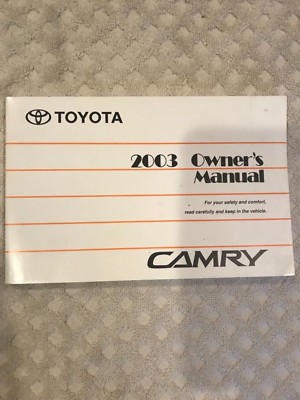 TOYOTA
2003 Owner's
Manual
For your safety and comfort,
read carefully and keep in the vehicle.
CAMRY